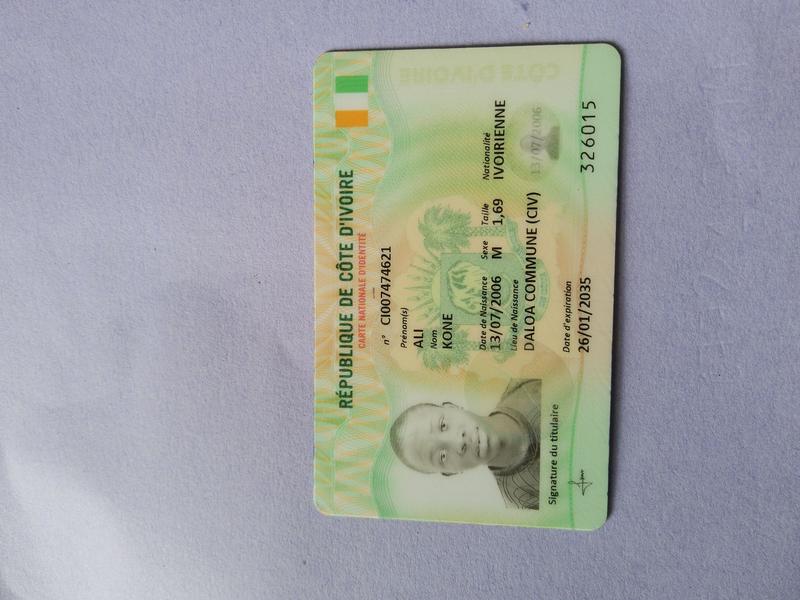 RÉPUBLIQUE DE CÔTE D'IVOIRE
CARTE NATIONALE D'IDENTITÉ
n° CI007474621
Prénom(s)
ALI
Nom
KONE
Date de Naissance Sexe Taille Nationalité
13/07/2006 M 1,69 IVOIRIENNE
Lieu de Naissance
DALOA COMMUNE (CIV)
13/07/2006
Signature du titulaire
Date d'expiration
26/01/2035
326015
CÔTE D'IVOIRE